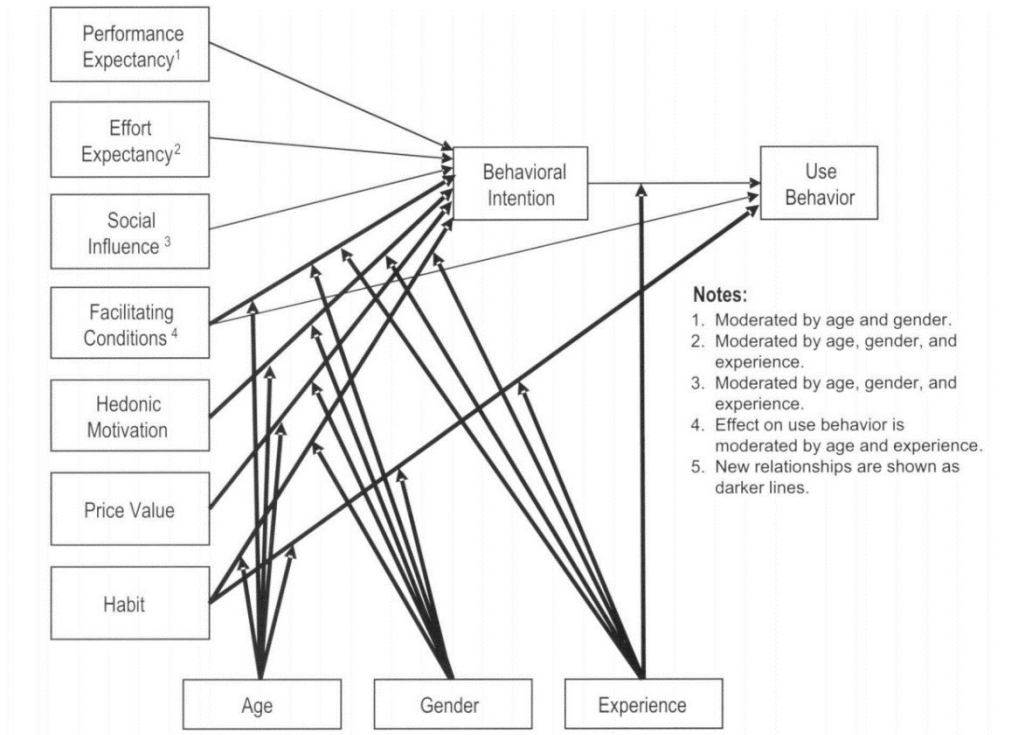 Performance
Expectancy1
Effort
Expectancy2
Social
Influence 3
Facilitating
Conditions 4
Hedonic
Motivation
Price Value
Habit
Behavioral
Intention
Use
Behavior
Notes:
1. Moderated by age and gender.
2. Moderated by age, gender, and
experience.
3. Moderated by age, gender, and
experience.
4. Effect on use behavior is
moderated by age and experience.
5. New relationships are shown as
darker lines.
Age
Gender
Experience